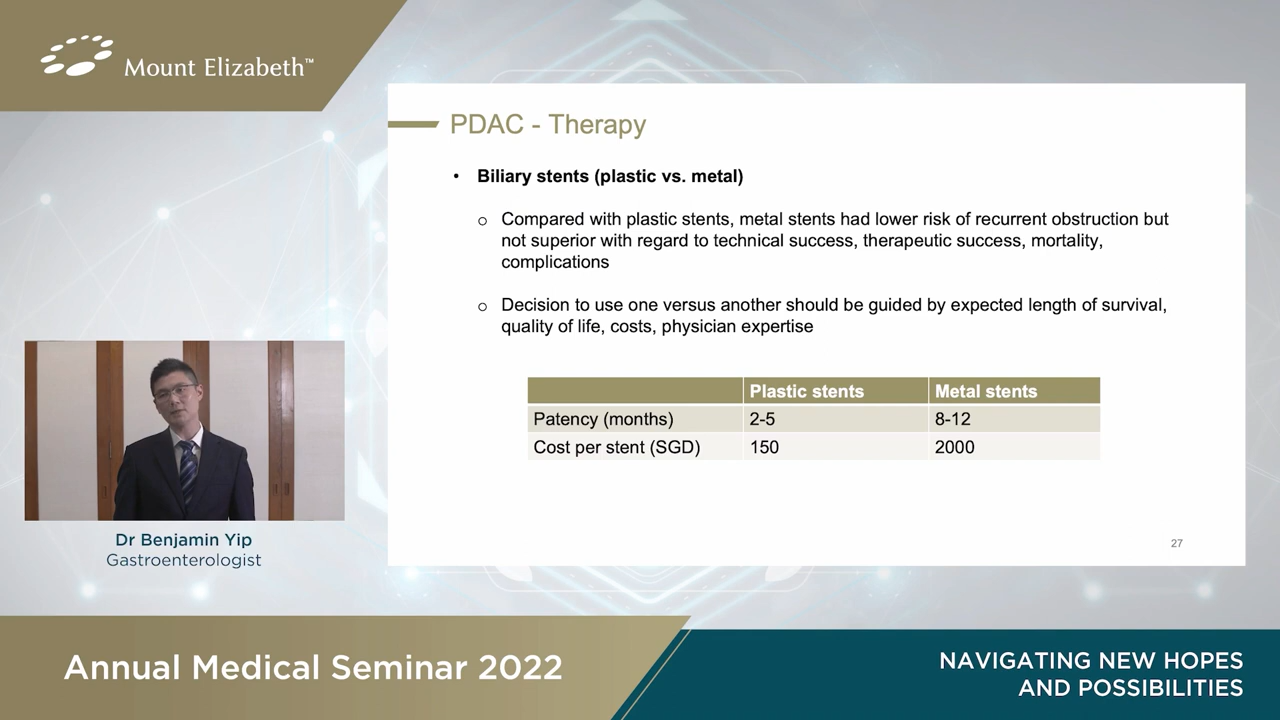 Mount Elizabeth™
PDAC - Therapy
• Biliary stents (plastic vs. metal)
o Compared with plastic stents, metal stents had lower risk of recurrent obstruction but
not superior with regard to technical success, therapeutic success, mortality,
complications
o Decision to use one versus another should be guided by expected length of survival,
quality of life, costs, physician expertise
Plastic stents Metal stents
Patency (months) 2-5 8-12
Cost per stent (SGD) 150 2000
27
Dr Benjamin Yip
Gastroenterologist
Annual Medical Seminar 2022
NAVIGATING NEW HOPES
AND POSSIBILITIES